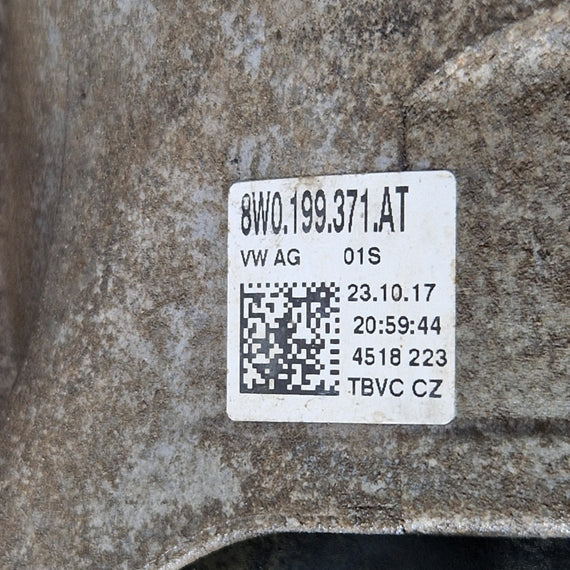 8W0.199.371.AT
VW AG 01S
23.10.17
20:59:44
4518 223
TBVC CZ